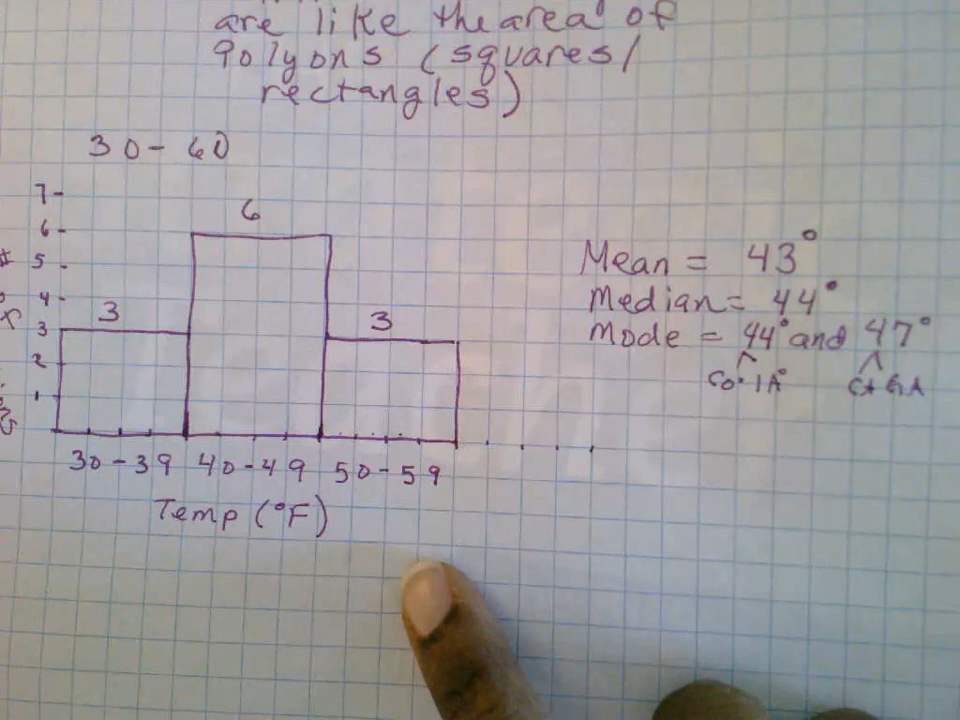 are like the area of
Polyons (squares/
rectangles)
30-60
7
6
6
5
4
3
3
3
2
1
Mean = 43°
Median = 44°
Mode = 44° and 47°
30-39 40-49 50-59
Temp (°F)